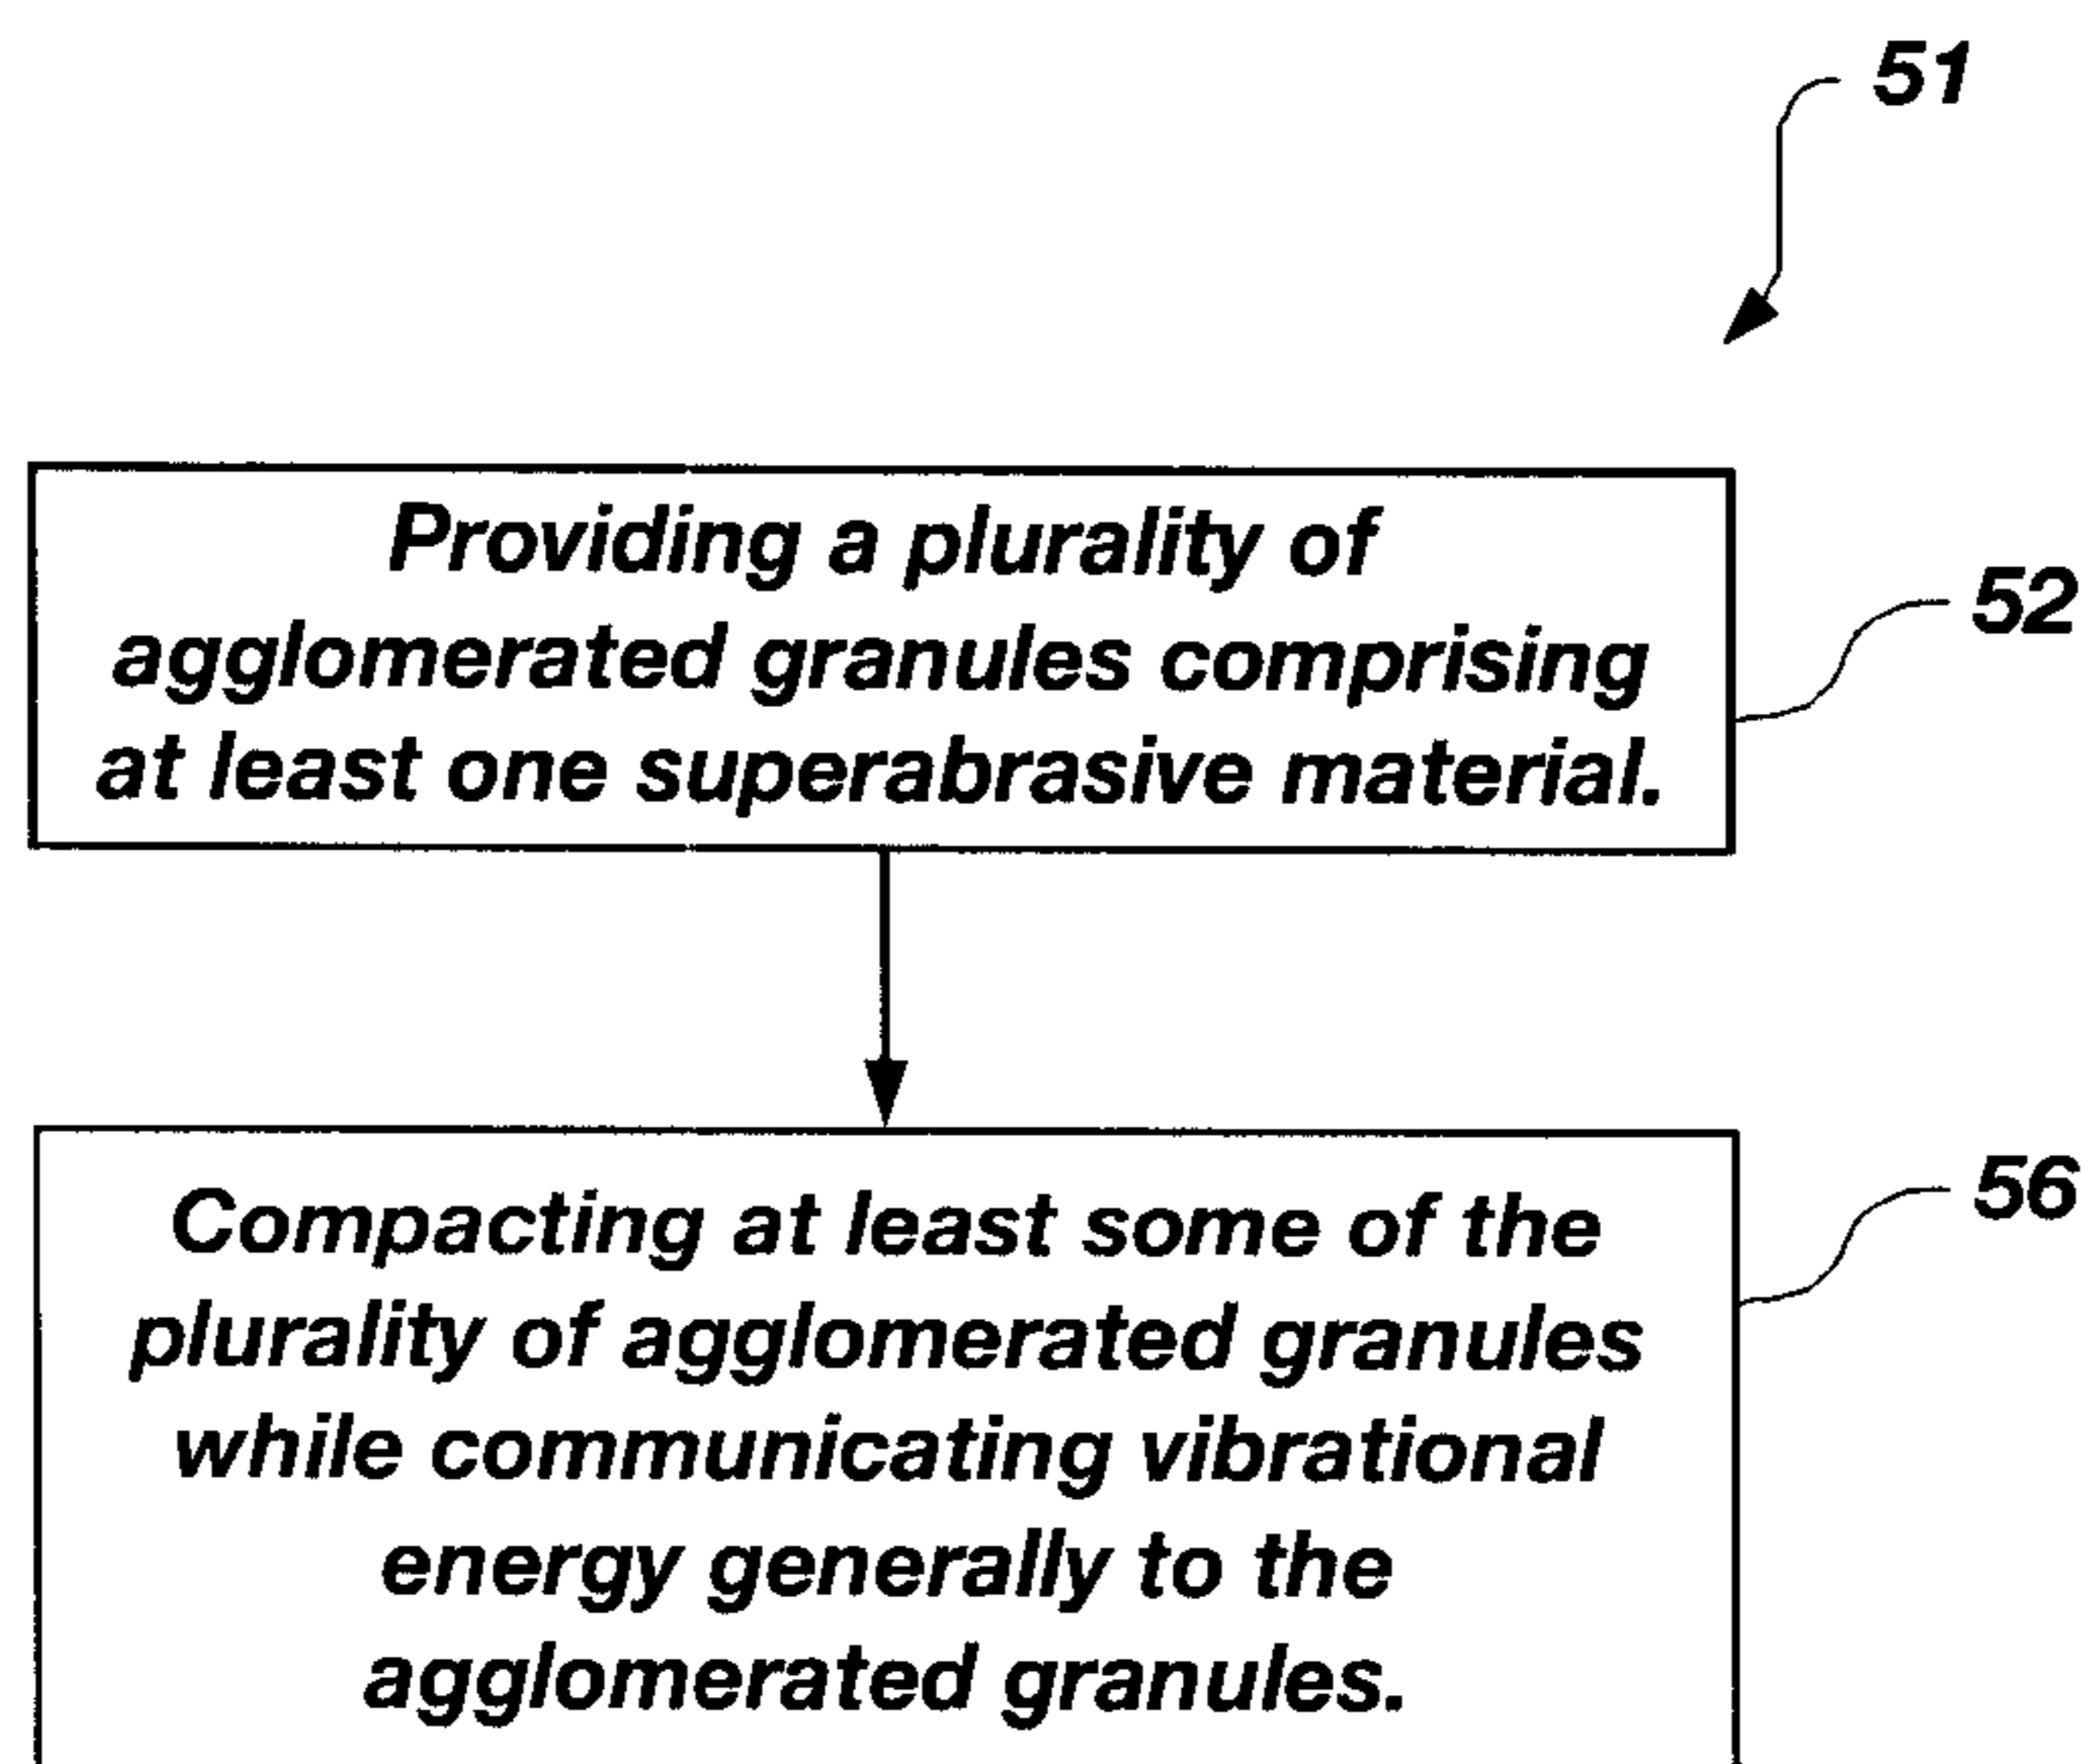 51
Providing a plurality of
agglomerated granules comprising
at least one superabrasive material.
52
Compacting at least some of the
plurality of agglomerated granules
while communicating vibrational
energy generally to the
agglomerated granules.
56